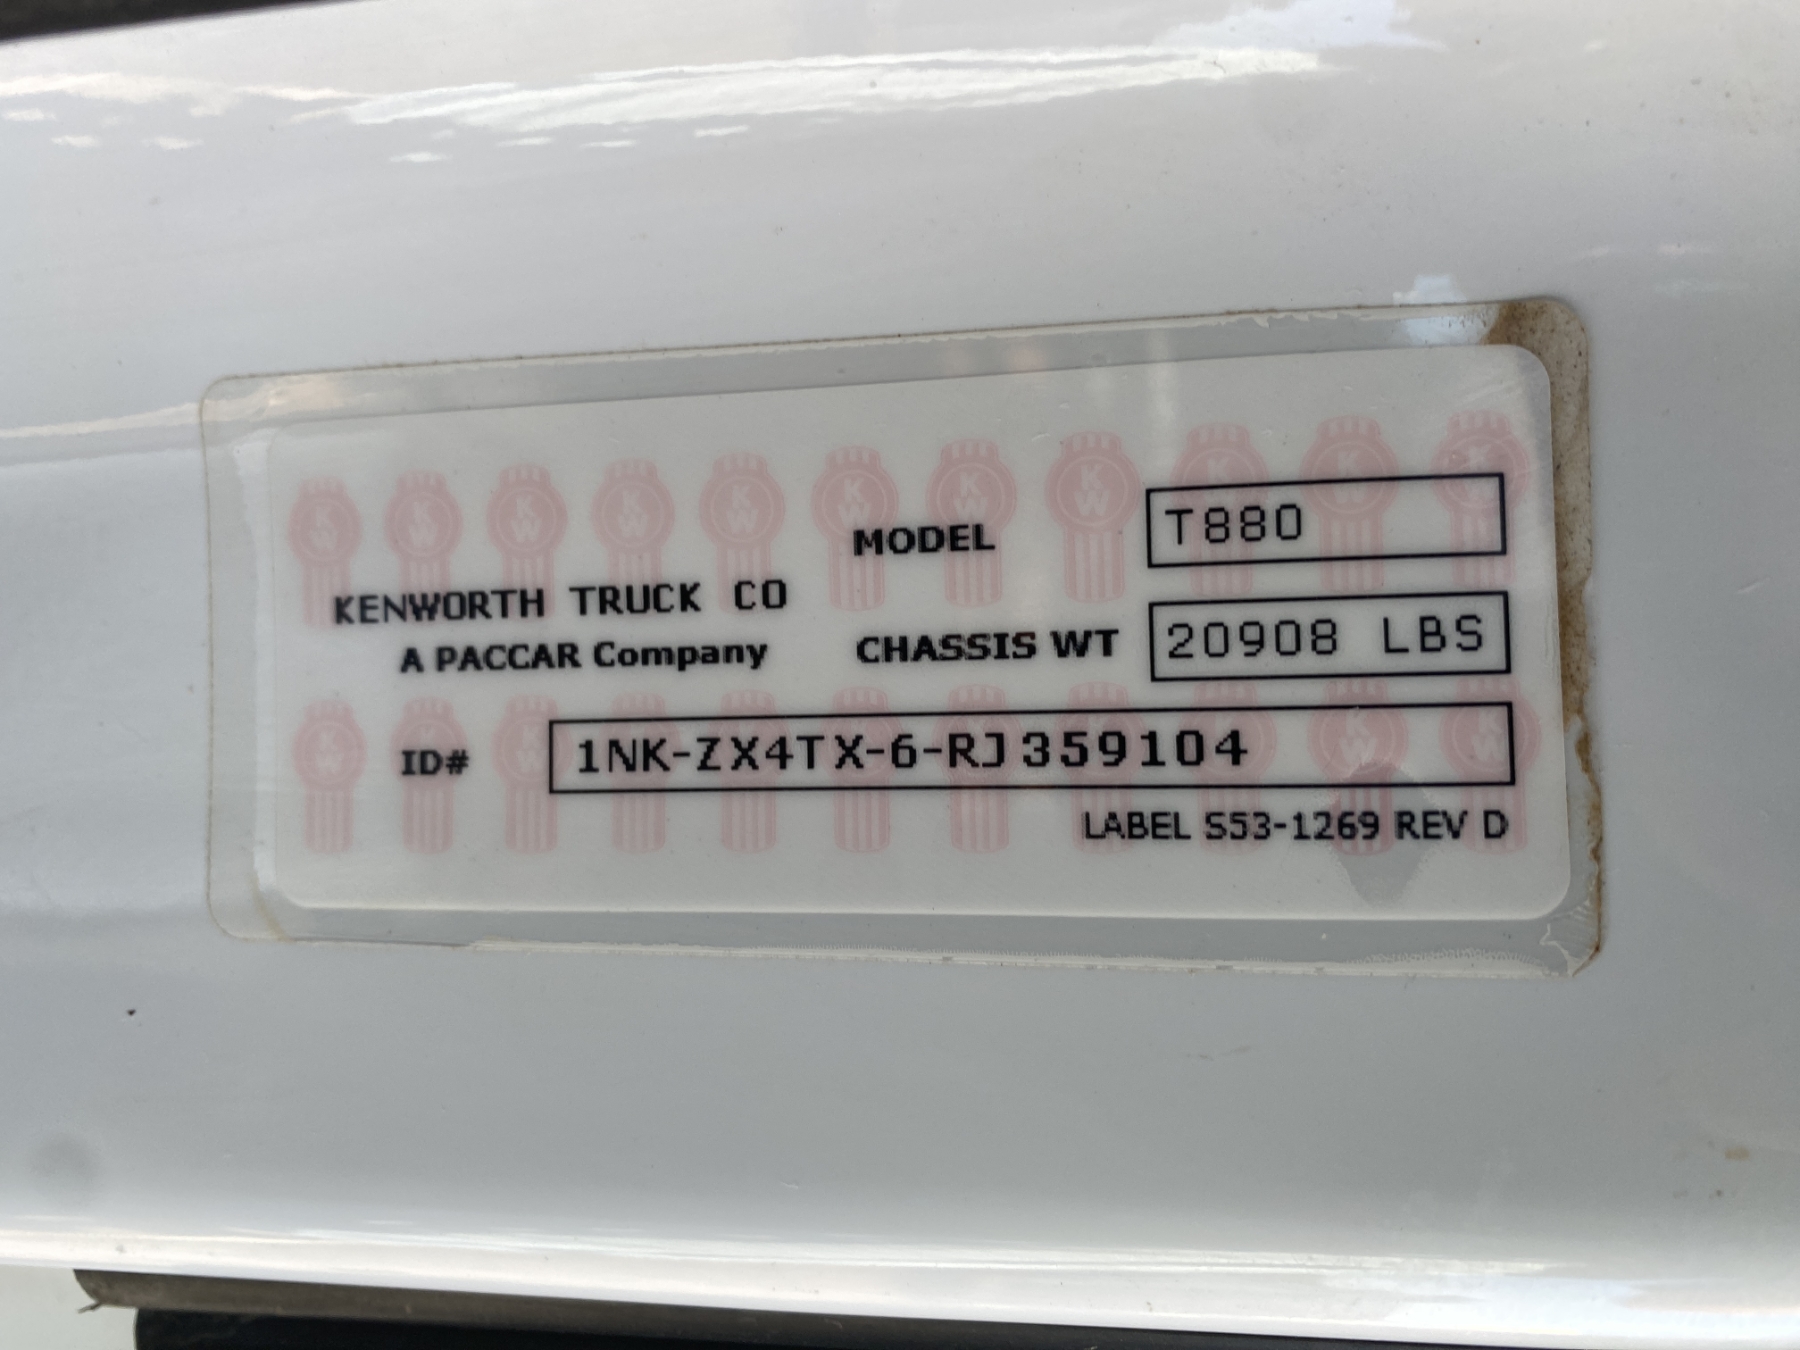 MODEL T880
KENWORTH TRUCK CO
A PACCAR Company
CHASSIS WT 20908 LBS
ID# 1NK-ZX4TX-6-RJ359104
LABEL S53-1269 REV D